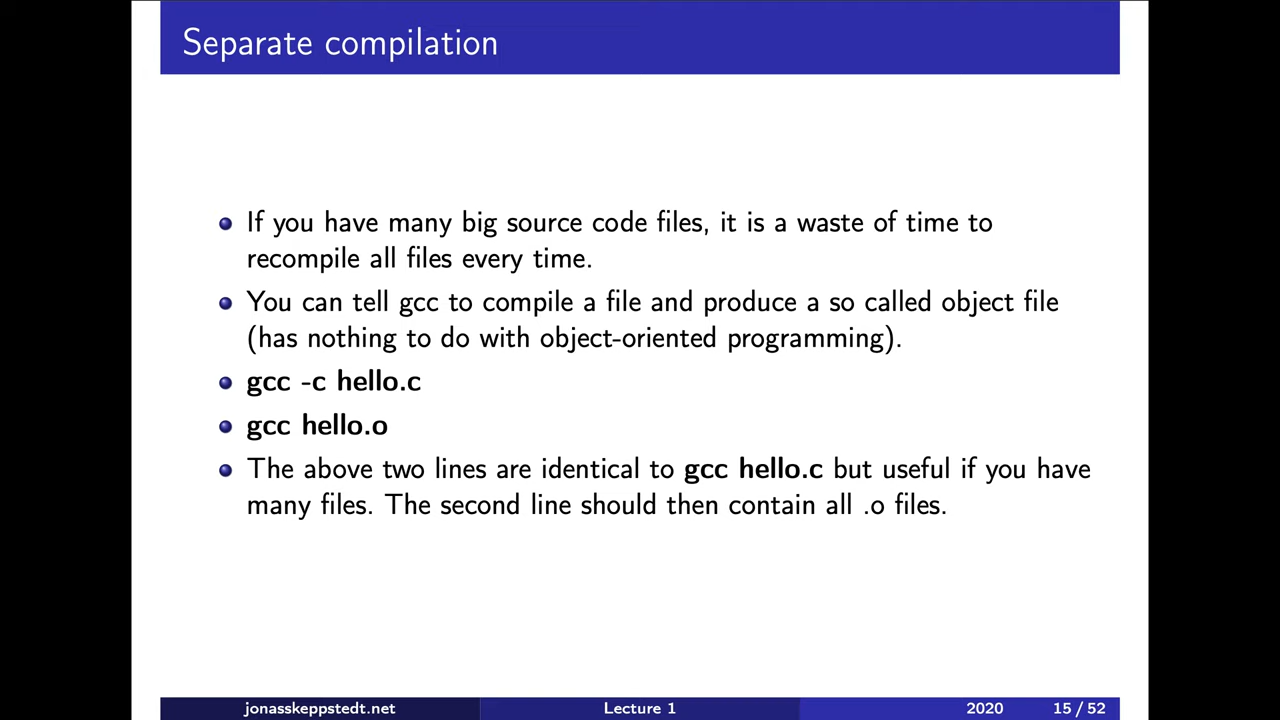 Separate compilation
If you have many big source code files, it is a waste of time to
recompile all files every time.
You can tell gcc to compile a file and produce a so called object file
(has nothing to do with object-oriented programming).
gcc -c hello.c
gcc hello.o
The above two lines are identical to gcc hello.c but useful if you have
many files. The second line should then contain all .o files.
jonasskeppstedt.net Lecture 1 2020 15 / 52